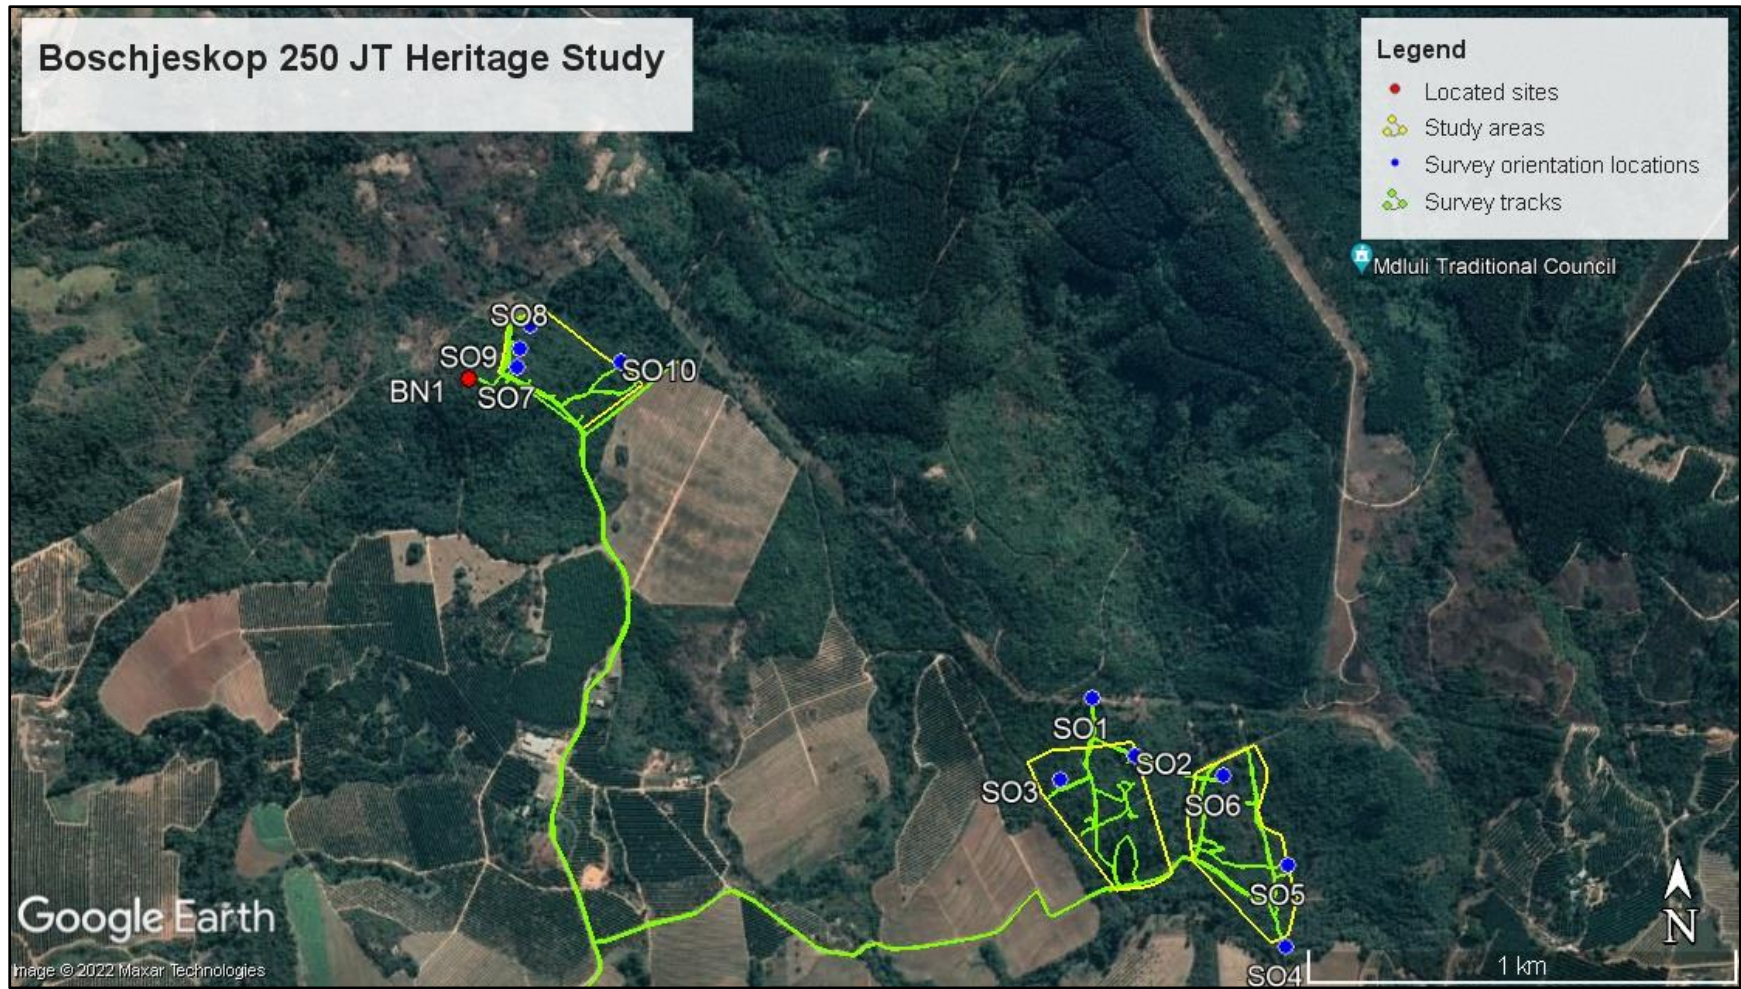 Boschjeskop 250 JT Heritage Study
Legend
Located sites
Study areas
Survey orientation locations
Survey tracks
Mdluli Traditional Council
SO8
SO9
SO10
BN1
SO7
SO1
SO2
SO3
SO6
SO5
SO4
N
1 km
Google Earth
Image © 2022 Maxar Technologies